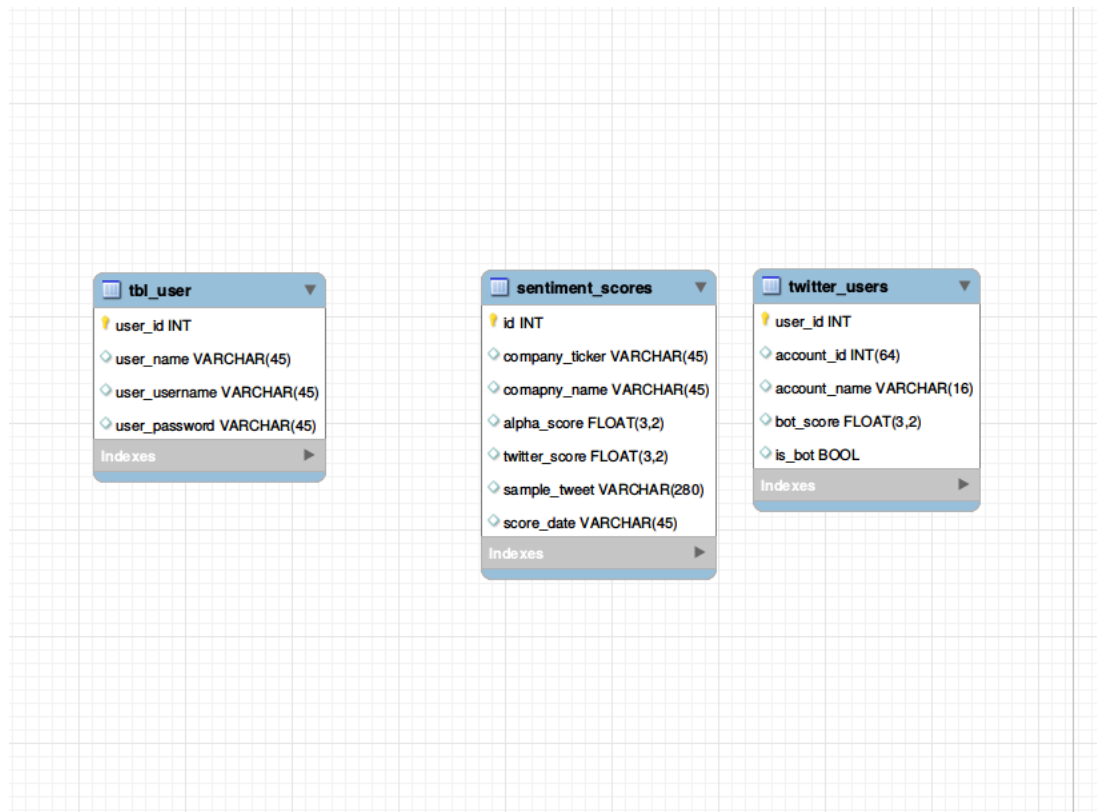 tbl_user
user_id INT
user_name VARCHAR(45)
user_username VARCHAR(45)
user_password VARCHAR(45)
Indexes
sentiment_scores
id INT
company_ticker VARCHAR(45)
comapny_name VARCHAR(45)
alpha_score FLOAT(3,2)
twitter_score FLOAT(3,2)
sample_tweet VARCHAR(280)
score_date VARCHAR(45)
Indexes
twitter_users
user_id INT
account_id INT(64)
account_name VARCHAR(16)
bot_score FLOAT(3,2)
is_bot BOOL
Indexes